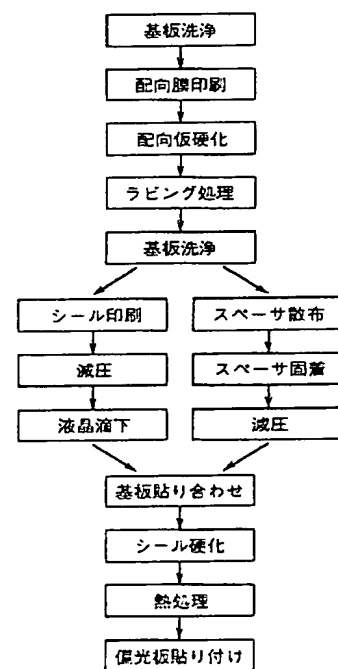 基板洗浄
配向膜印刷
配向仮硬化
ラビング処理
基板洗浄
シール印刷
スペーサ散布
減圧
スペーサ固着
液晶滴下
減圧
基板貼り合わせ
シール硬化
熱処理
偏光板貼り付け